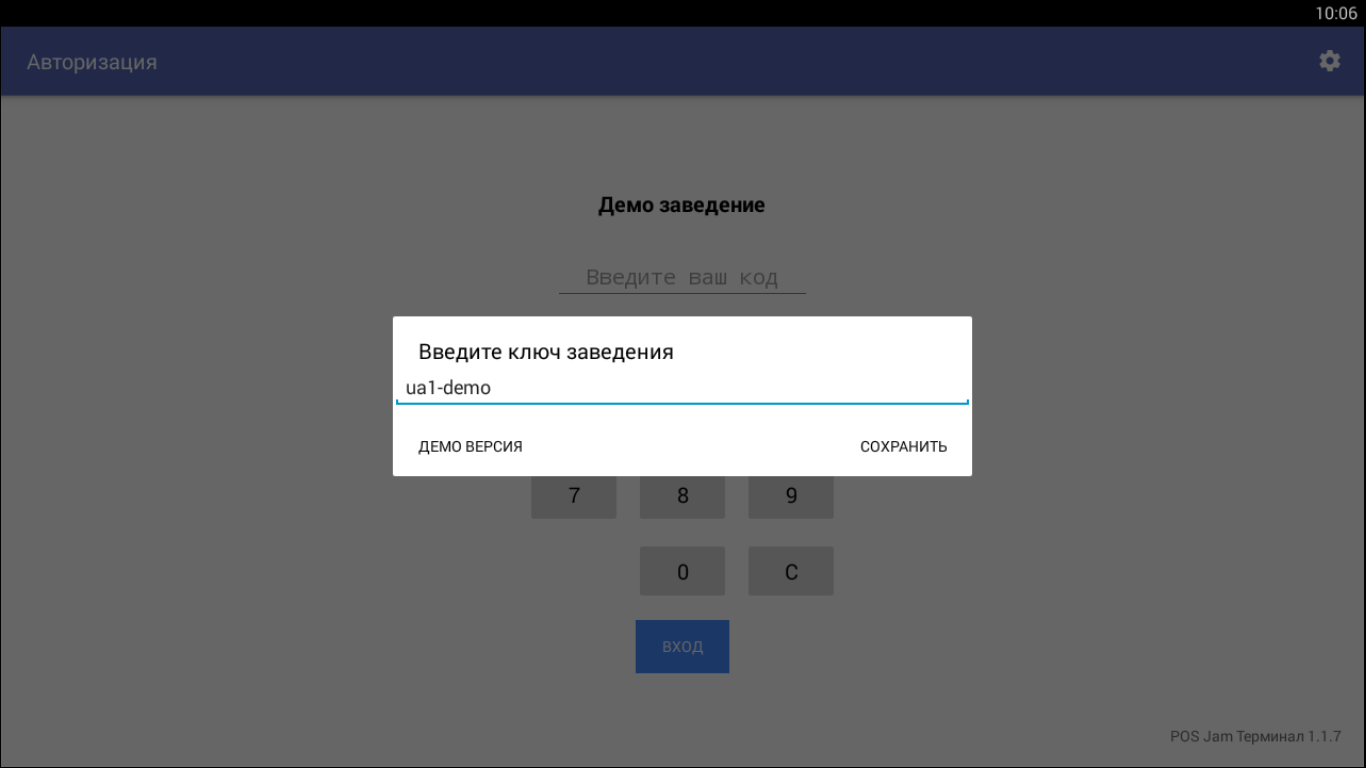 10:06
Авторизация
Демо заведение
Введите ваш код
Введите ключ заведения
ua1-demo
ДЕМО ВЕРСИЯ СОХРАНИТЬ
7 8 9
0 C
ВХОД
POS Jam Терминал 1.1.7